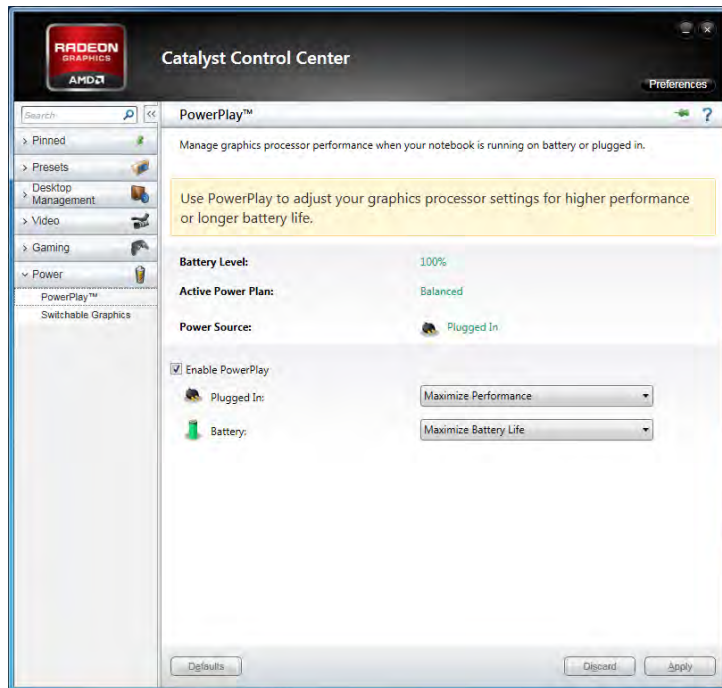 RADEON
GRAPHICS
AMD
Catalyst Control Center
Preferences
Search
PowerPlay™
?
> Pinned
> Presets
> Desktop
Management
> Video
> Gaming
Power
PowerPlay™
Switchable Graphics
Manage graphics processor performance when your notebook is running on battery or plugged in.
Use PowerPlay to adjust your graphics processor settings for higher performance
or longer battery life.
Battery Level: 100%
Active Power Plan: Balanced
Power Source: Plugged In
Enable PowerPlay
Plugged In: Maximize Performance
Battery: Maximize Battery Life
Defaults
Discard
Apply